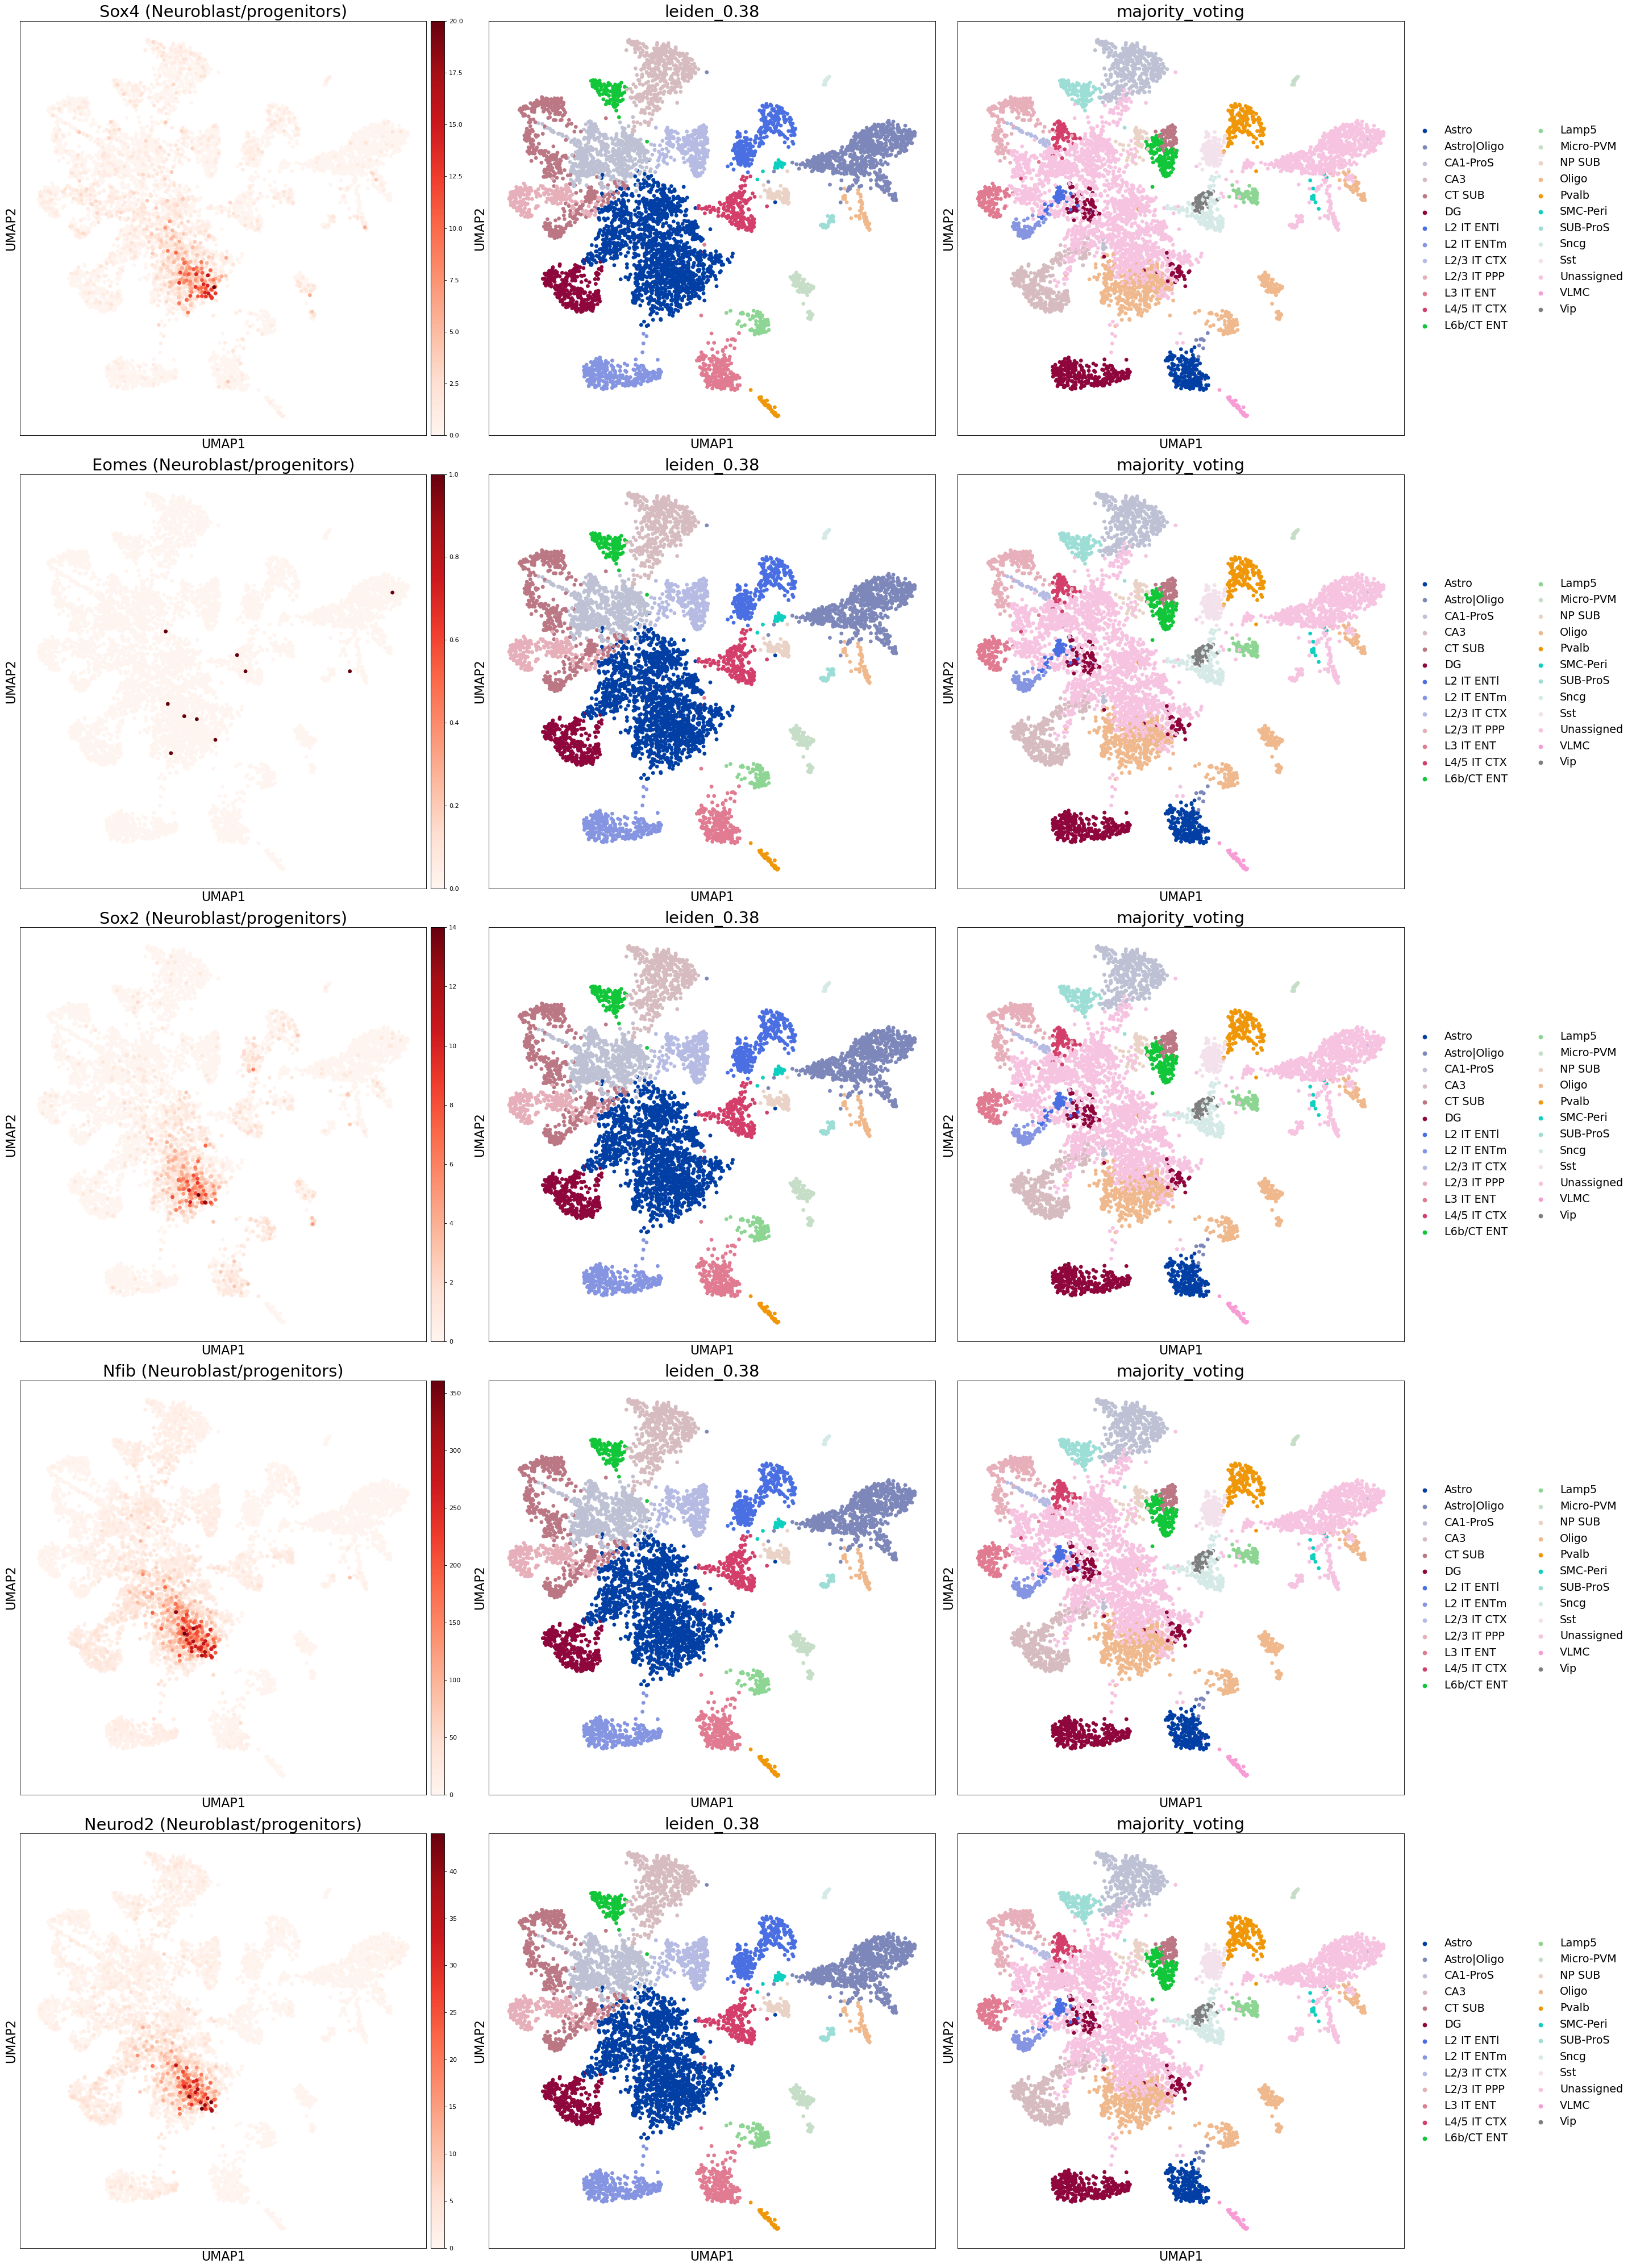 Sox4 (Neuroblast/progenitors)
leiden_0.38
majority_voting
20.0
17.5
15.0
12.5
10.0
7.5
5.0
2.5
0.0
UMAP2
UMAP2
UMAP2
UMAP1
UMAP1
UMAP1
Astro
Astro|Oligo
CA1-ProS
CA3
CT SUB
DG
L2 IT ENTl
L2 IT ENTm
L2/3 IT CTX
L2/3 IT PPP
L3 IT ENT
L4/5 IT CTX
L6b/CT ENT
Lamp5
Micro-PVM
NP SUB
Oligo
Pvalb
SMC-Peri
SUB-ProS
Sncg
Sst
Unassigned
VLMC
Vip
Eomes (Neuroblast/progenitors)
leiden_0.38
majority_voting
1.0
0.8
0.6
0.4
0.2
0.0
UMAP2
UMAP2
UMAP2
UMAP1
UMAP1
UMAP1
Astro
Astro|Oligo
CA1-ProS
CA3
CT SUB
DG
L2 IT ENTl
L2 IT ENTm
L2/3 IT CTX
L2/3 IT PPP
L3 IT ENT
L4/5 IT CTX
L6b/CT ENT
Lamp5
Micro-PVM
NP SUB
Oligo
Pvalb
SMC-Peri
SUB-ProS
Sncg
Sst
Unassigned
VLMC
Vip
Sox2 (Neuroblast/progenitors)
leiden_0.38
majority_voting
14
12
10
8
6
4
2
0
UMAP2
UMAP2
UMAP2
UMAP1
UMAP1
UMAP1
Astro
Astro|Oligo
CA1-ProS
CA3
CT SUB
DG
L2 IT ENTl
L2 IT ENTm
L2/3 IT CTX
L2/3 IT PPP
L3 IT ENT
L4/5 IT CTX
L6b/CT ENT
Lamp5
Micro-PVM
NP SUB
Oligo
Pvalb
SMC-Peri
SUB-ProS
Sncg
Sst
Unassigned
VLMC
Vip
Nfib (Neuroblast/progenitors)
leiden_0.38
majority_voting
350
300
250
200
150
100
50
0
UMAP2
UMAP2
UMAP2
UMAP1
UMAP1
UMAP1
Astro
Astro|Oligo
CA1-ProS
CA3
CT SUB
DG
L2 IT ENTl
L2 IT ENTm
L2/3 IT CTX
L2/3 IT PPP
L3 IT ENT
L4/5 IT CTX
L6b/CT ENT
Lamp5
Micro-PVM
NP SUB
Oligo
Pvalb
SMC-Peri
SUB-ProS
Sncg
Sst
Unassigned
VLMC
Vip
Neurod2 (Neuroblast/progenitors)
leiden_0.38
majority_voting
40
35
30
25
20
15
10
5
0
UMAP2
UMAP2
UMAP2
UMAP1
UMAP1
UMAP1
Astro
Astro|Oligo
CA1-ProS
CA3
CT SUB
DG
L2 IT ENTl
L2 IT ENTm
L2/3 IT CTX
L2/3 IT PPP
L3 IT ENT
L4/5 IT CTX
L6b/CT ENT
Lamp5
Micro-PVM
NP SUB
Oligo
Pvalb
SMC-Peri
SUB-ProS
Sncg
Sst
Unassigned
VLMC
Vip